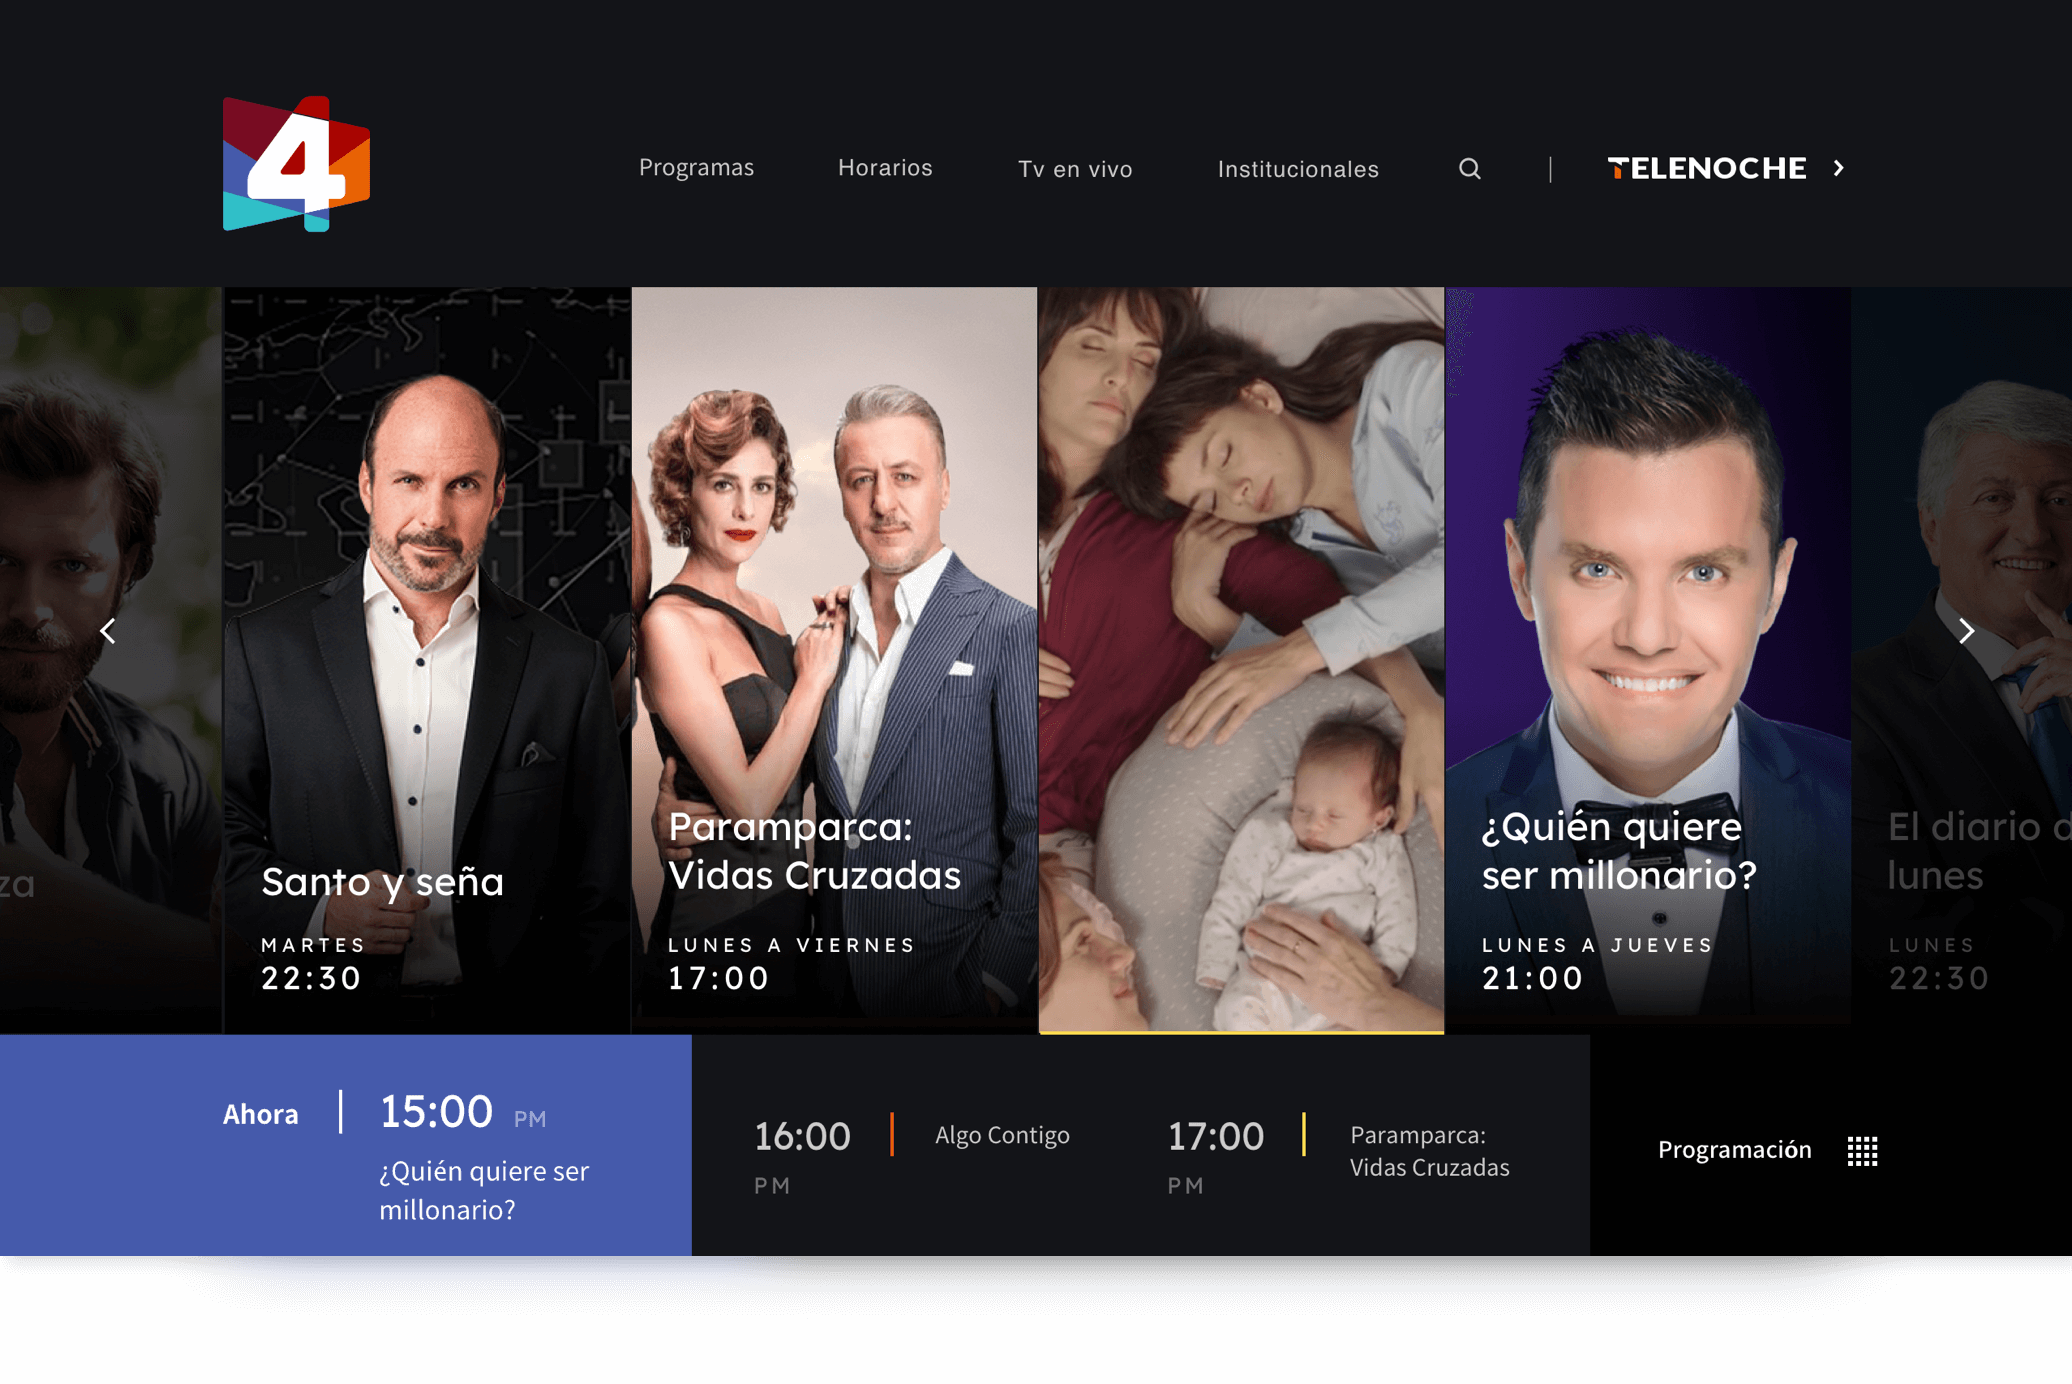 4
Programas
Horarios
Tv en vivo
Institucionales
TELENOCHE
za
Santo y seña
MARTES
22:30
Paramparca:
Vidas Cruzadas
LUNES A VIERNES
17:00
¿Quién quiere
ser millonario?
LUNES A JUEVES
21:00
El diario d
lunes
LUNES
22:30
Ahora
15:00 PM
¿Quién quiere ser
millonario?
16:00
PM
Algo Contigo
17:00
PM
Paramparca:
Vidas Cruzadas
Programación